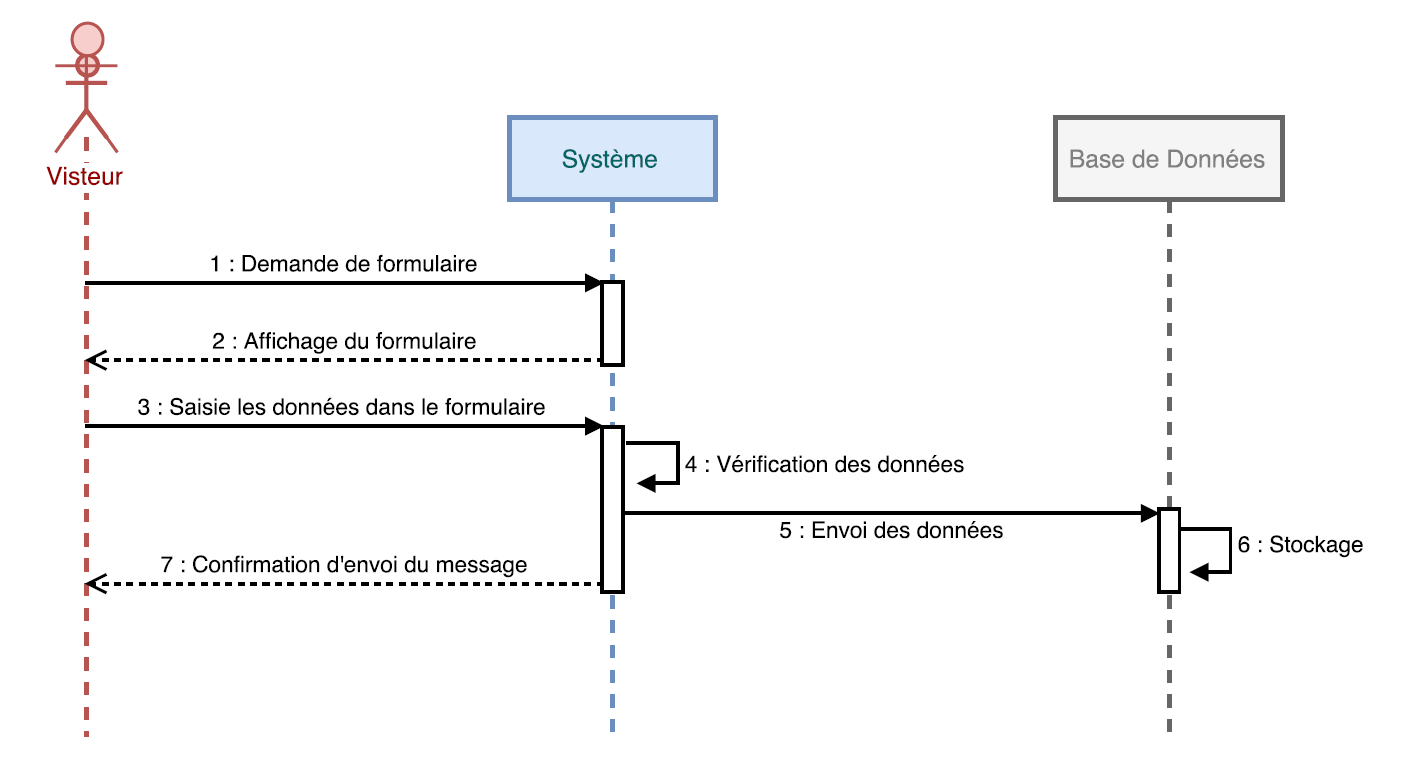 Visteur
Système
Base de Données
1 : Demande de formulaire
2 : Affichage du formulaire
3 : Saisie les données dans le formulaire
4 : Vérification des données
5 : Envoi des données
6 : Stockage
7 : Confirmation d'envoi du message